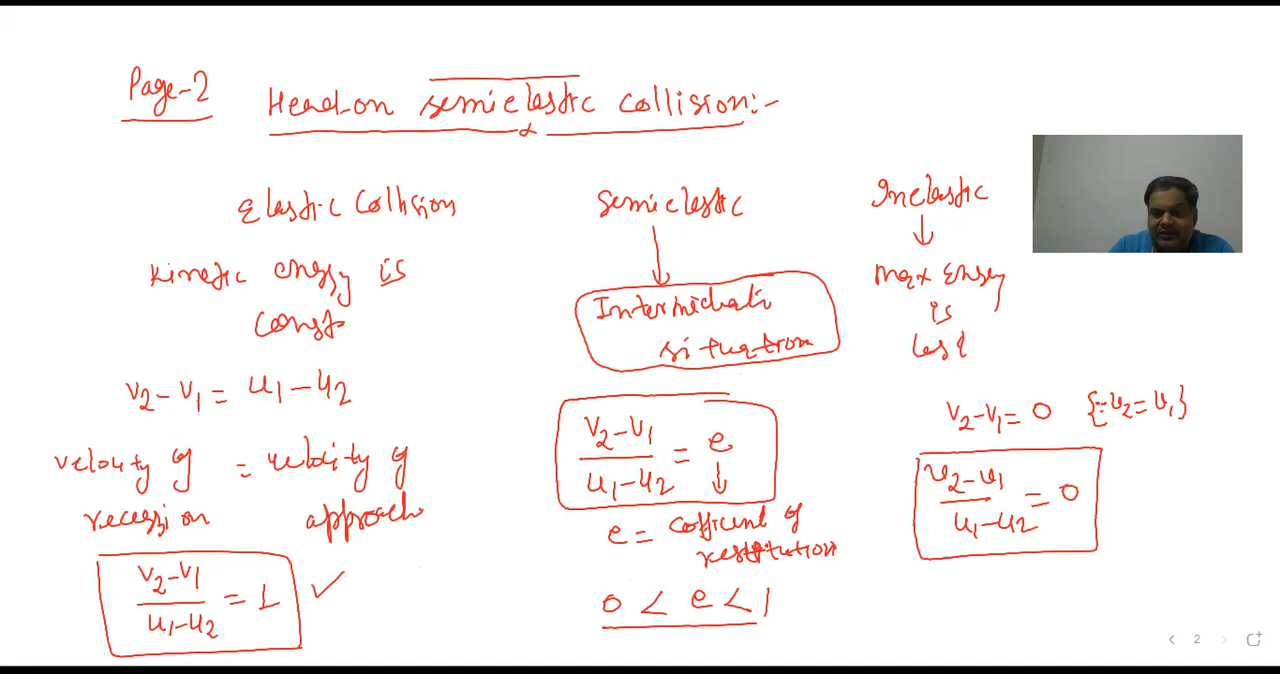 Page-2
Head-on semielastic collision:-
Elastic Collision
Kinetic energy is
const
v2-v1 = u1-u2
velocity of = velocity of
recession approach
v2-v1
u1-u2 = 1 ✓
Semielastic
↓
Intermediate
situation
v2-v1
u1-u2 = e
↓
e = cofficient of
restitution
0 < e < 1
Inelastic
↓
max energy
is
lost
v2-v1 = 0 {∵v2=v1}
v2-v1
u1-u2 = 0
2